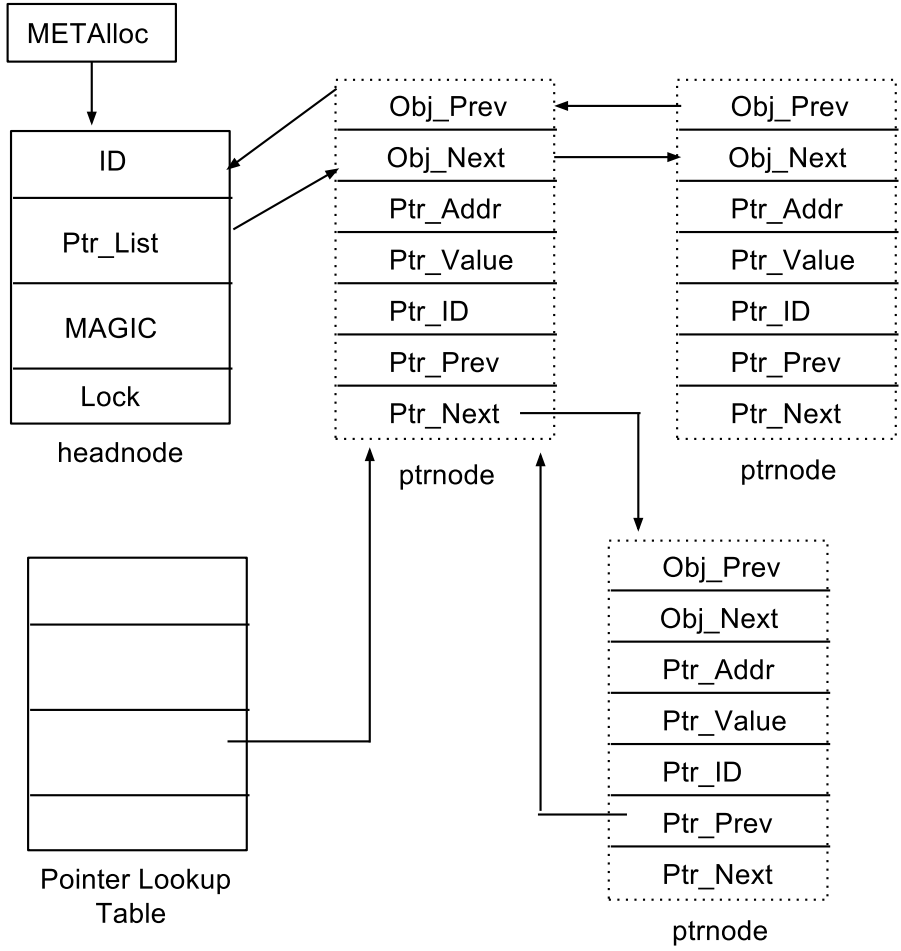 METAlloc
ID
Ptr_List
MAGIC
Lock
headnode
Obj_Prev
Obj_Next
Ptr_Addr
Ptr_Value
Ptr_ID
Ptr_Prev
Ptr_Next
ptrnode
Obj_Prev
Obj_Next
Ptr_Addr
Ptr_Value
Ptr_ID
Ptr_Prev
Ptr_Next
ptrnode
Pointer Lookup
Table
Obj_Prev
Obj_Next
Ptr_Addr
Ptr_Value
Ptr_ID
Ptr_Prev
Ptr_Next
ptrnode